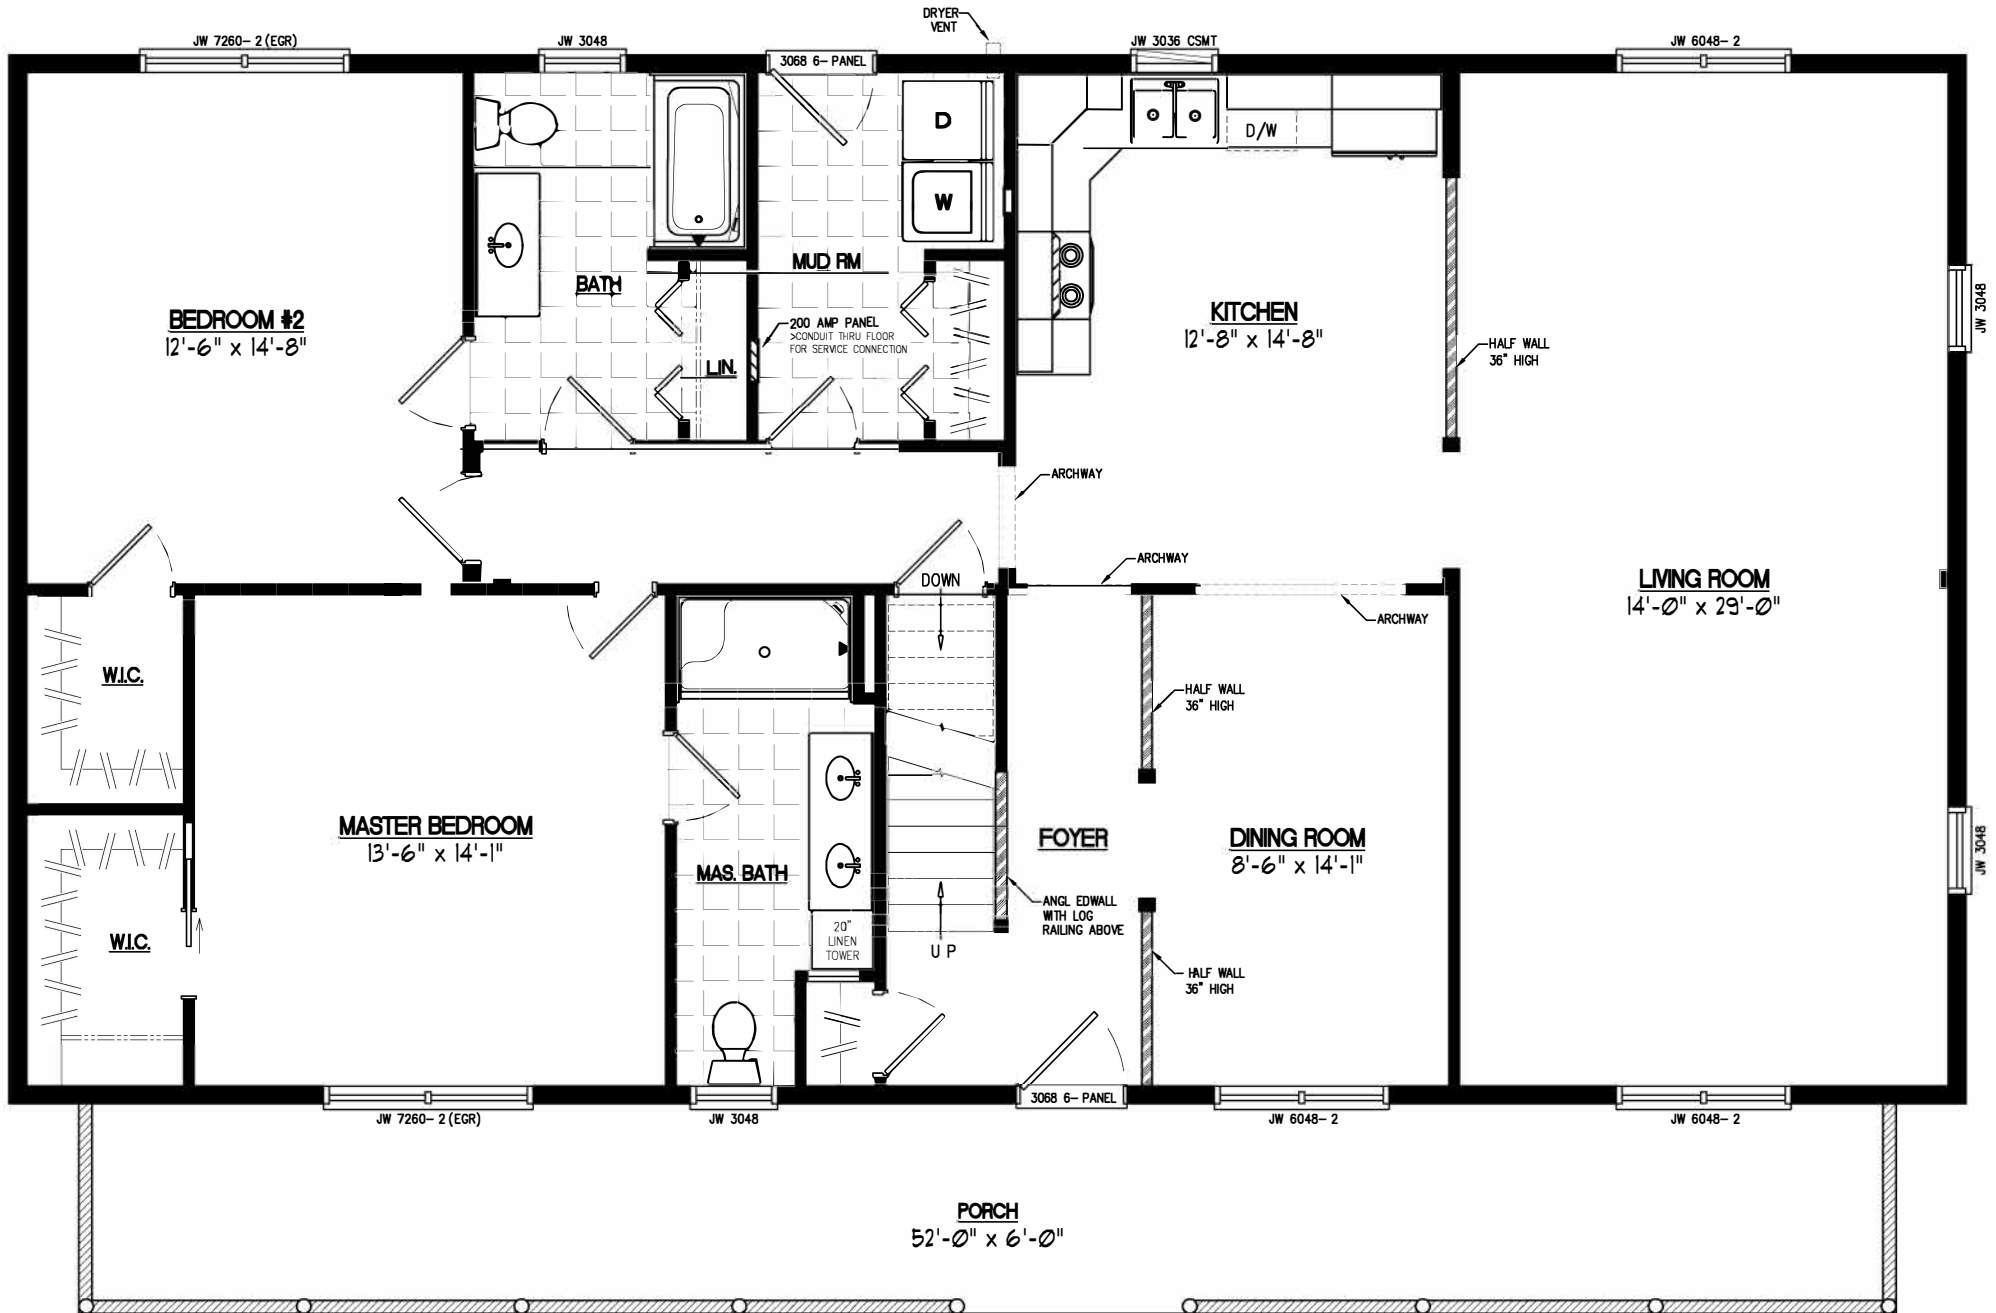 DRYER
VENT
JW 7260-2 (EGR)
JW 3048
3068 6-PANEL
JW 3036 CSMT
JW 6048-2
D
W
D/W
MUD RM
BATH
BEDROOM #2
12'-6" x 14'-8"
200 AMP PANEL
>CONDUIT THRU FLOOR
FOR SERVICE CONNECTION
LIN.
KITCHEN
12'-8" x 14'-8"
HALF WALL
36" HIGH
JW 3048
ARCHWAY
ARCHWAY
ARCHWAY
DOWN
LIVING ROOM
14'-0" x 29'-0"
W.I.C.
HALF WALL
36" HIGH
MASTER BEDROOM
13'-6" x 14'-1"
MAS. BATH
FOYER
DINING ROOM
8'-6" x 14'-1"
JW 3048
ANGL EDWALL
WITH LOG
RAILING ABOVE
W.I.C.
20"
LINEN
TOWER
UP
HALF WALL
36" HIGH
JW 7260-2 (EGR)
JW 3048
3068 6-PANEL
JW 6048-2
JW 6048-2
PORCH
52'-0" x 6'-0"